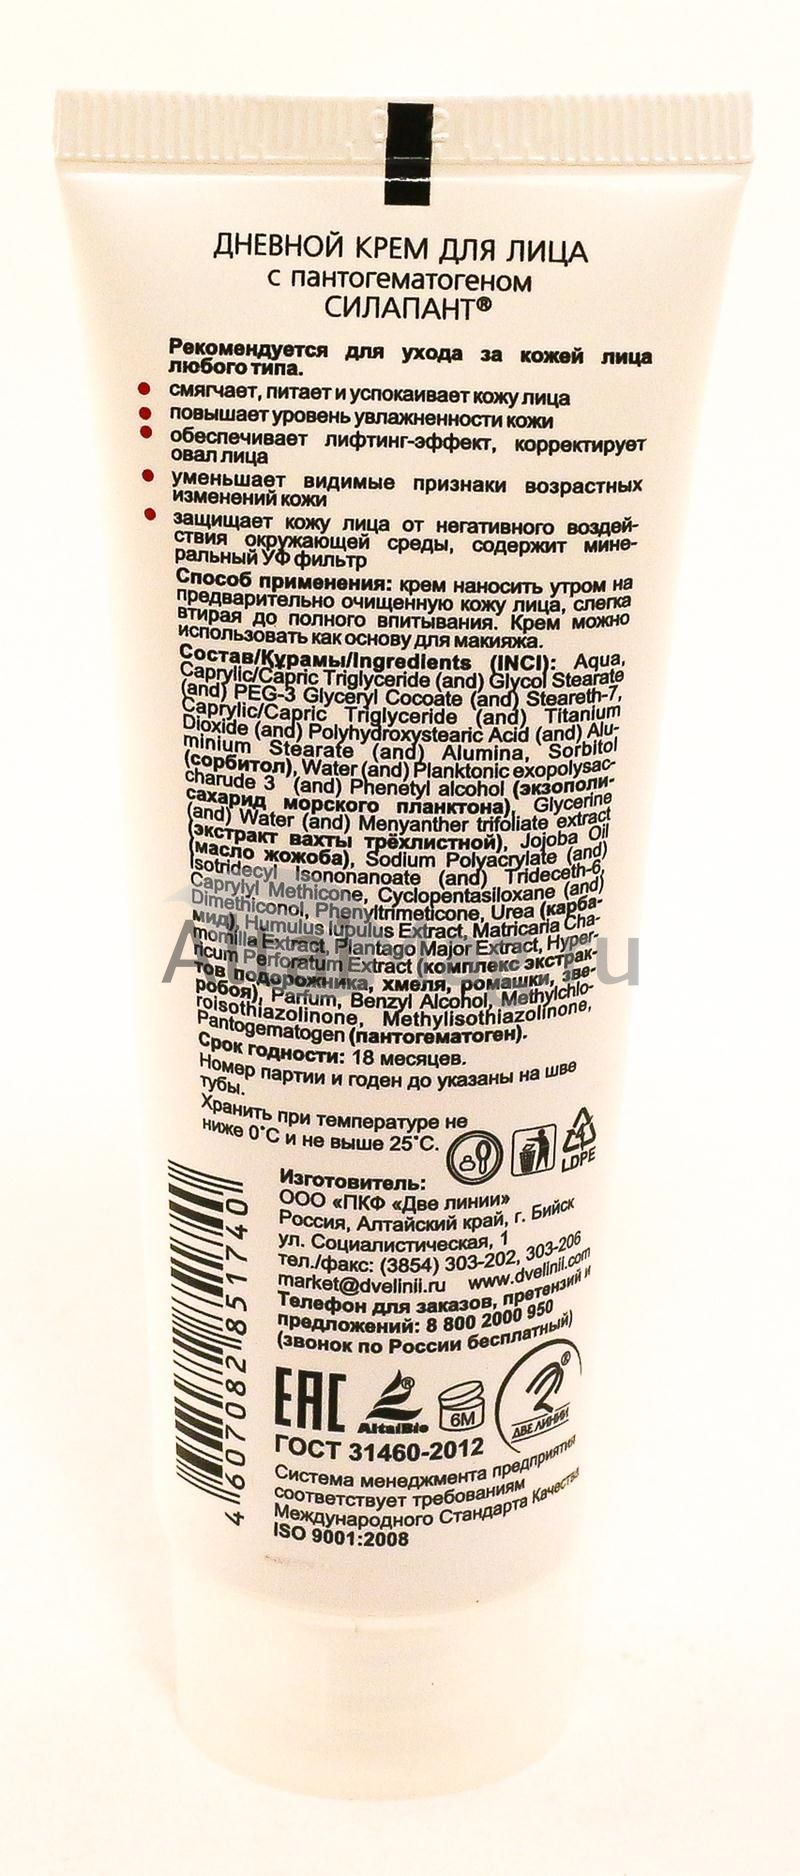 ДНЕВНОЙ КРЕМ ДЛЯ ЛИЦА
с пантогематогеном
СИЛАПАНТ®
Рекомендуется для ухода за кожей лица
любого типа.
смягчает, питает и успокаивает кожу лица
повышает уровень увлажненности кожи
обеспечивает лифтинг-эффект, корректирует
овал лица
уменьшает видимые признаки возрастных
изменений кожи
защищает кожу лица от негативного воздей-
ствия окружающей среды, содержит мине-
ральный УФ фильтр
Способ применения: крем наносить утром на
предварительно очищенную кожу лица, слегка
втирая до полного впитывания. Крем можно
использовать как основу для макияжа.
Состав/Құрамы/Ingredients (INCI): Aqua,
Caprylic/Capric Triglyceride (and) Glycol Stearate
(and) PEG-3 Glyceryl Cocoate (and) Steareth-7,
Caprylic/Capric Triglyceride (and) Titanium
Dioxide (and) Polyhydroxystearic Acid (and) Alu-
minium Stearate (and) Alumina, Sorbitol
(сорбитол), Water (and) Planktonic exopolysac-
charude 3 (and) Phenetyl alcohol (экзополи-
сахарид морского планктона), Glycerine
(and) Water (and) Menyanther trifoliate extract
(экстракт вахты трёхлистной), Jojoba Oil
(масло жожоба), Sodium Polyacrylate (and)
Isotridecyl Isononanoate (and) Trideceth-6,
Caprylyl Methicone, Cyclopentasiloxane (and)
Dimethiconol, Phenyltrimeticone, Urea (карба-
мид), Humulus lupulus Extract, Matricaria Cha-
momilla Extract, Plantago Major Extract, Hyper-
ricum Perforatum Extract (комплекс экстрак-
тов подорожника, хмеля, ромашки, зве-
робоя), Parfum, Benzyl Alcohol, Methylchlo-
roisothiazolinone, Methylisothiazolinone,
Pantogematogen (пантогематоген).
Срок годности: 18 месяцев.
Номер партии и годен до указаны на шве
тубы.
Хранить при температуре не
ниже 0°С и не выше 25°С.
4
LDPE
Изготовитель:
ООО «ПКФ «Две линии»
Россия, Алтайский край, г. Бийск
ул. Социалистическая, 1
тел./факс: (3854) 303-202, 303-206
market@dvelinii.ru www.dvelinii.com
Телефон для заказов, претензий и
предложений: 8 800 2000 950
(звонок по России бесплатный)
4607082851740
EAC
®
AltaiBio
6М
®
ДВЕ ЛИНИИ
ГОСТ 31460-2012
Система менеджмента предприятия
соответствует требованиям
Международного Стандарта Качества
ISO 9001:2008